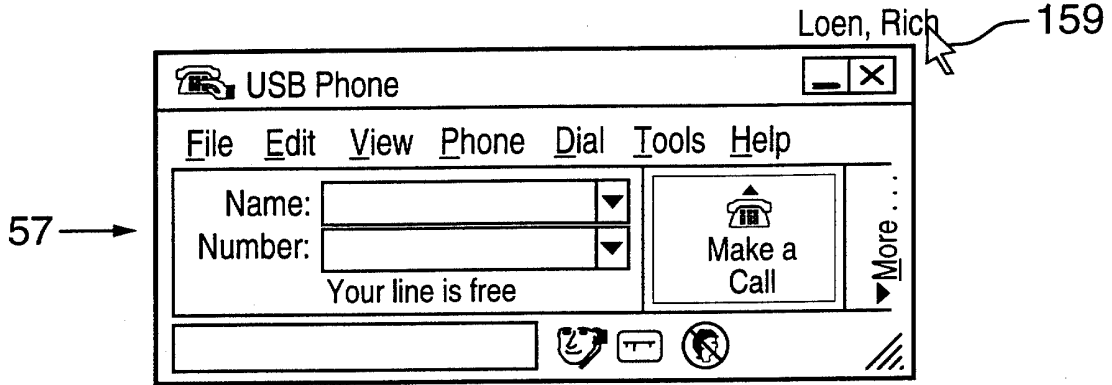 Loen, Rich 159
USB Phone
File Edit View Phone Dial Tools Help
Name:
Number:
Your line is free
Make a
Call
More....
57